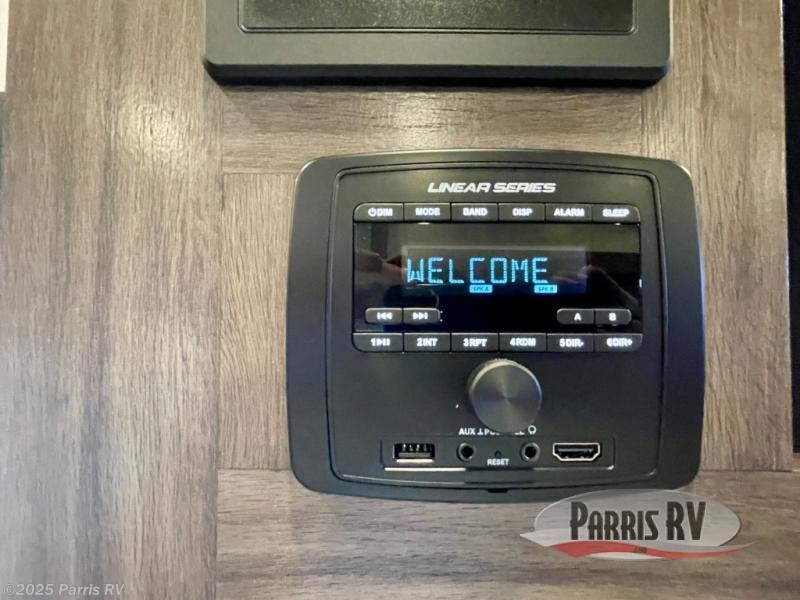 LINEAR SERIES
DIM MODE BAND DISP ALARM SLEEP
WELCOME
SPK A SPK B
A B
1 2INT 3RPT 4RDM 5DIR- 6DIR+
AUX
RESET
PARRIS RV
©2025 Parris RV